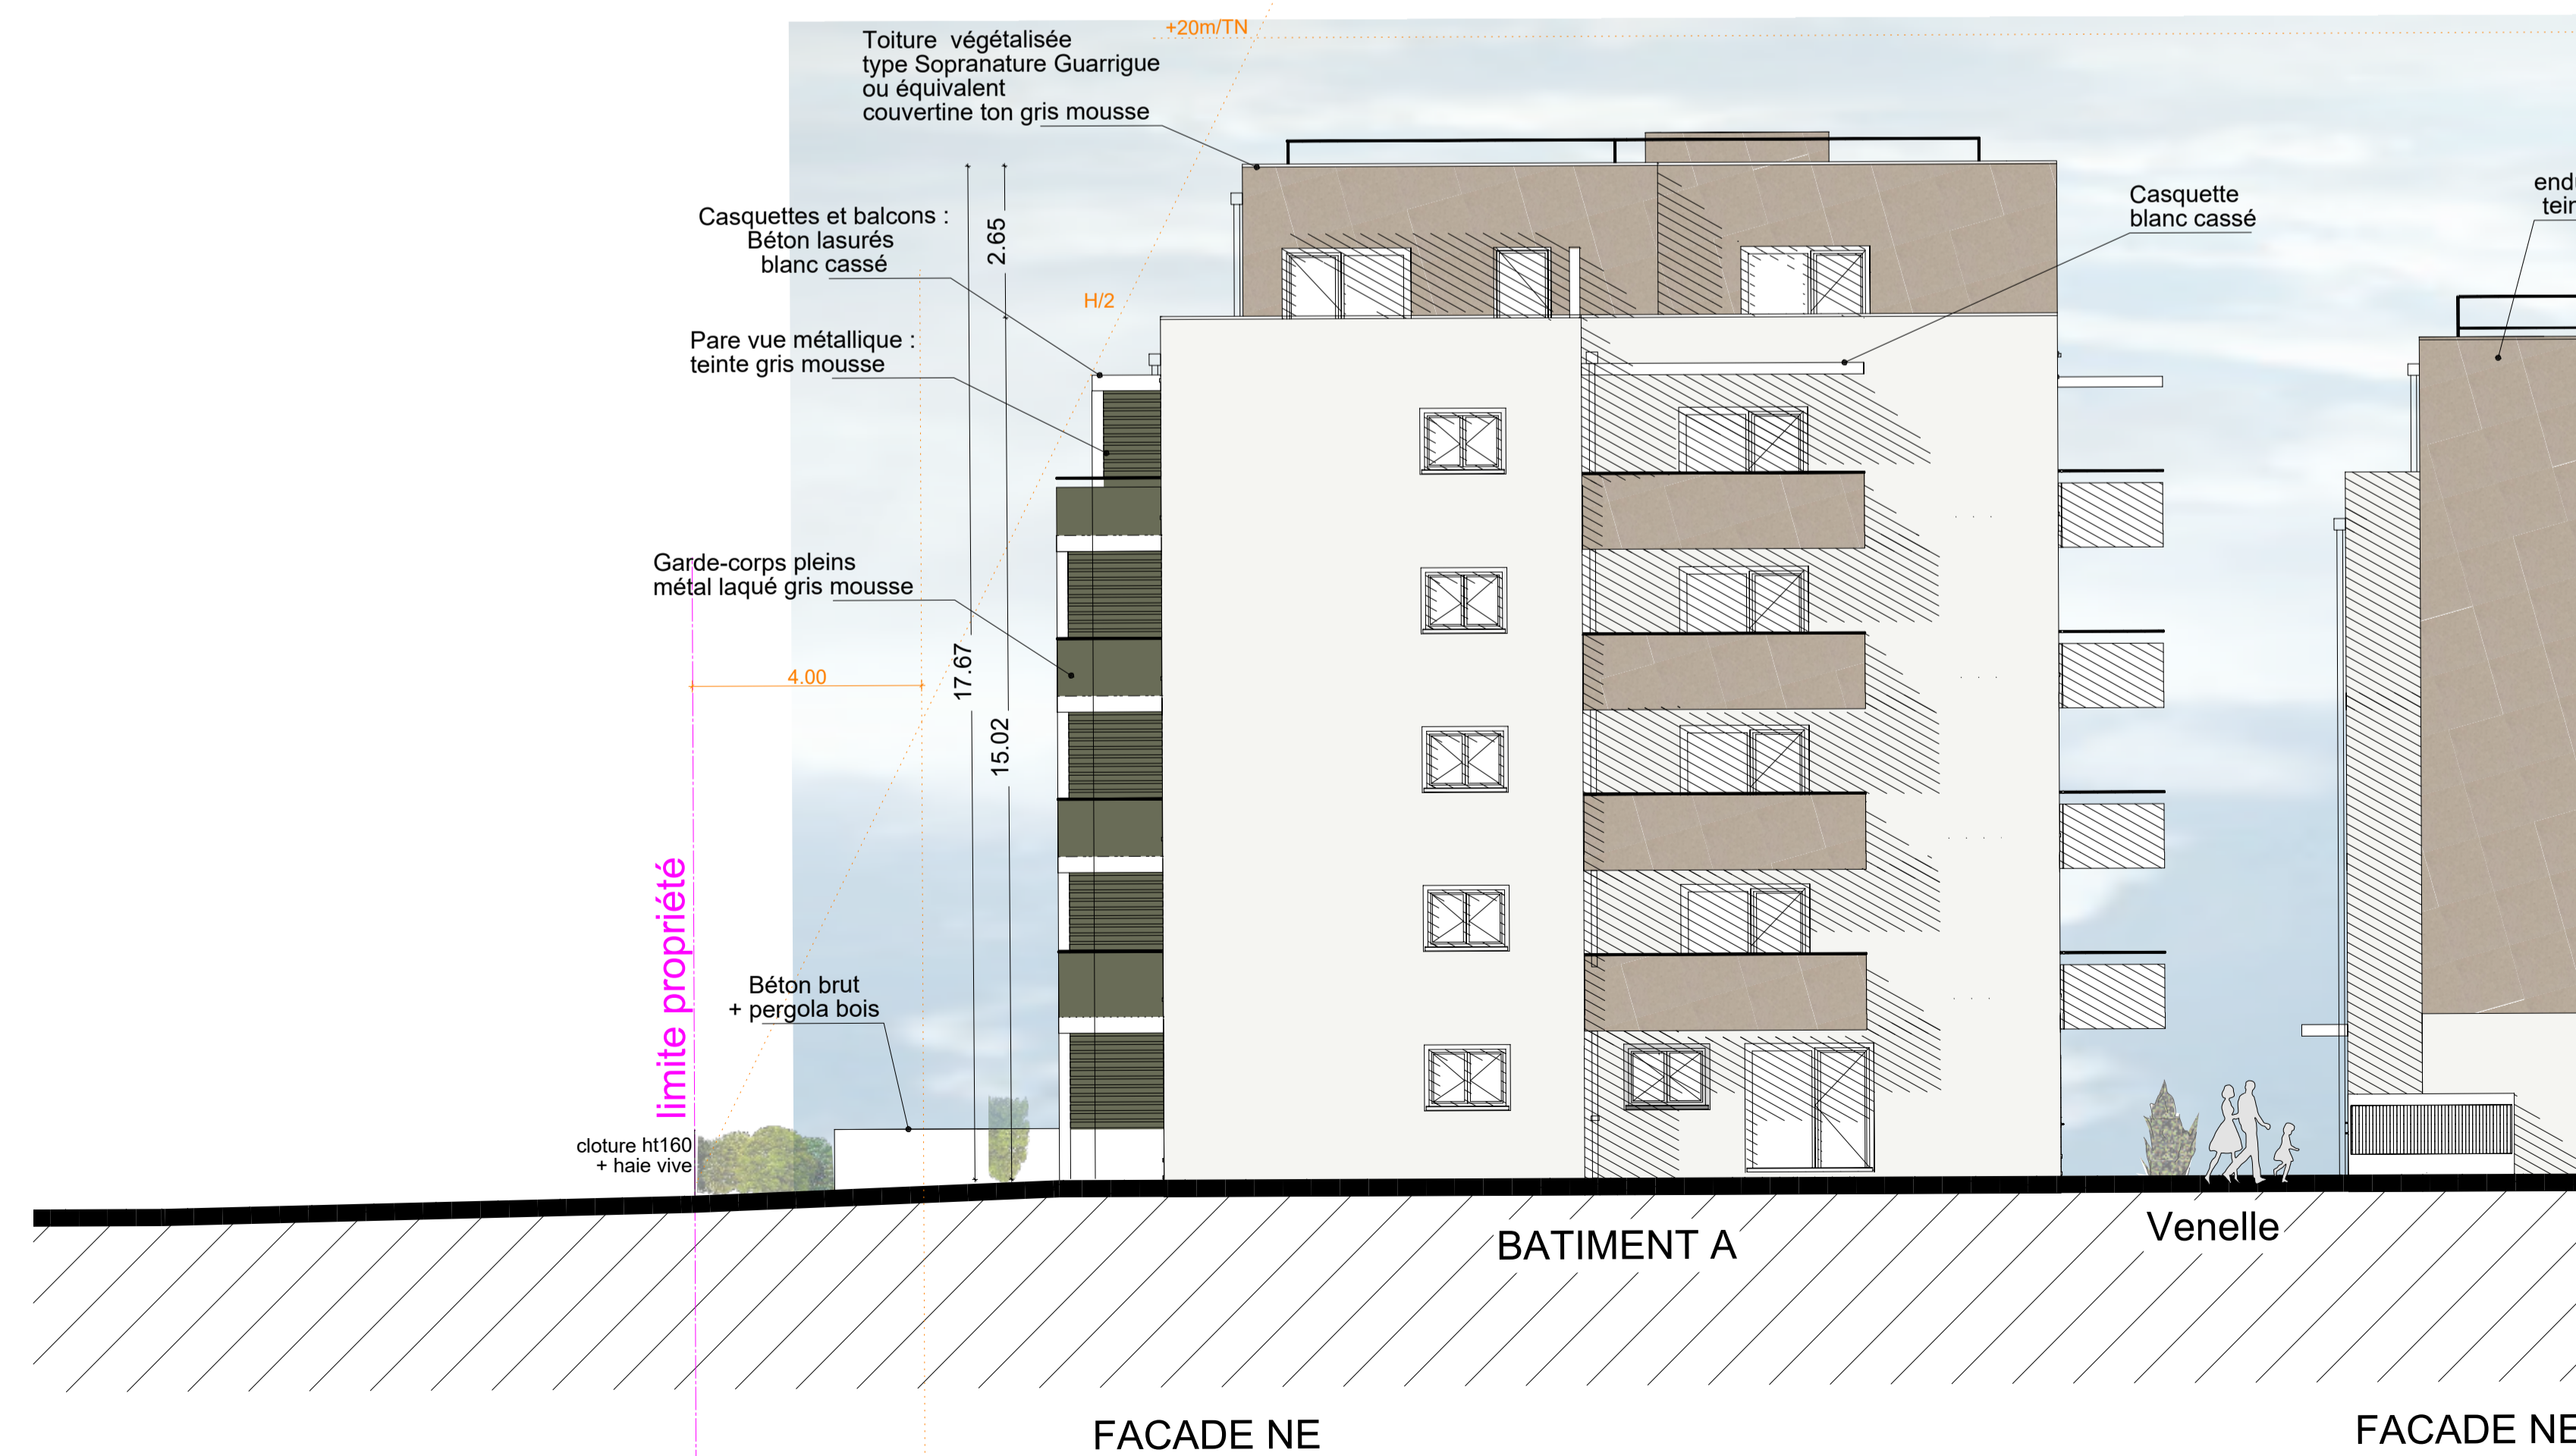 +20m/TN
Toiture végétalisée
type Sopranature Guarrigue
ou équivalent
couvertine ton gris mousse
Casquettes et balcons :
Béton lasurés
blanc cassé
2.65
Casquette
blanc cassé
H/2
Pare vue métallique :
teinte gris mousse
Garde-corps pleins
métal laqué gris mousse
4.00
17.67
15.02
limite propriété
Béton brut
+ pergola bois
cloture ht160
+ haie vive
BATIMENT A
Venelle
FACADE NE
FACADE NE